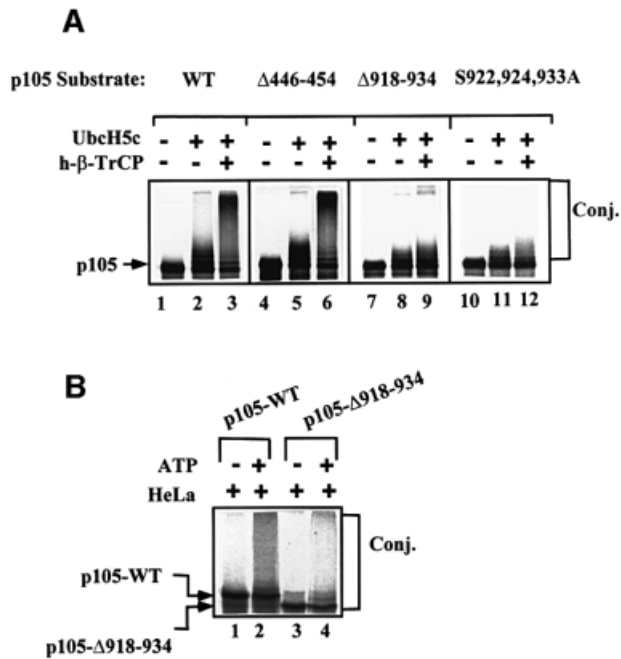 A
p105 Substrate: WT Δ446-454 Δ918-934 S922,924,933A
UbcH5c - + + - + + - + + - + +
h-β-TrCP - - + - - + - - + - - +
Conj.
p105
1 2 3 4 5 6 7 8 9 10 11 12
B
p105-WT p105-Δ918-934
ATP - + - +
HeLa + + + +
Conj.
p105-WT
p105-Δ918-934
1 2 3 4